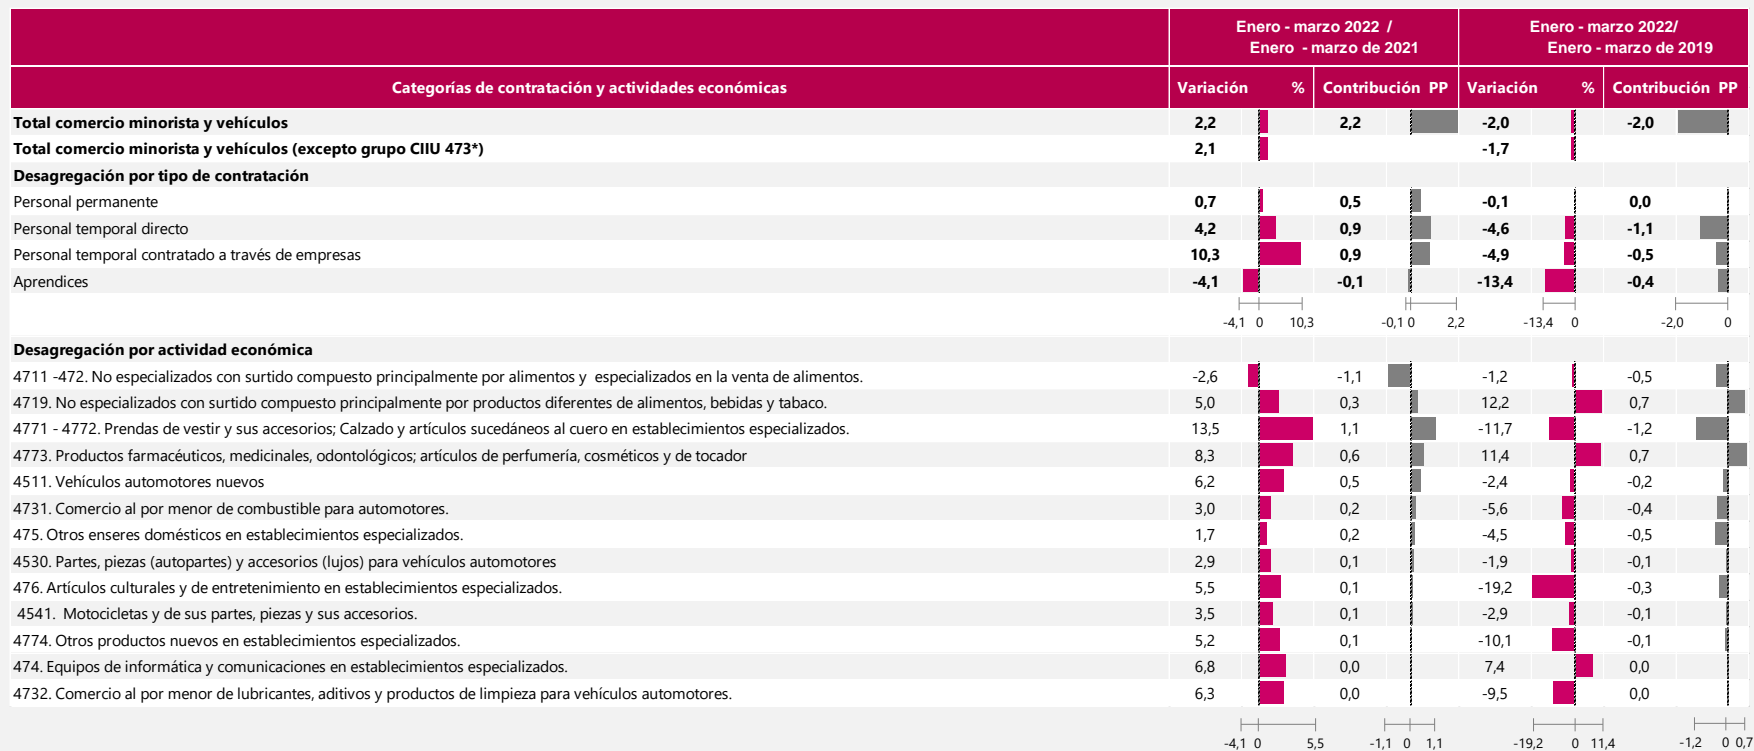 Enero - marzo 2022 / Enero - marzo 2022/
Enero - marzo de 2021 Enero - marzo de 2019
Categorías de contratación y actividades económicas Variación % Contribución PP Variación % Contribución PP
Total comercio minorista y vehículos 2,2 2,2 -2,0 -2,0
Total comercio minorista y vehículos (excepto grupo CIIU 473*) 2,1 -1,7
Desagregación por tipo de contratación
Personal permanente 0,7 0,5 -0,1 0,0
Personal temporal directo 4,2 0,9 -4,6 -1,1
Personal temporal contratado a través de empresas 10,3 0,9 -4,9 -0,5
Aprendices -4,1 -0,1 -13,4 -0,4
-4,1 0 10,3 -0,1 0 2,2 -13,4 0 -2,0 0
Desagregación por actividad económica
4711 -472. No especializados con surtido compuesto principalmente por alimentos y especializados en la venta de alimentos. -2,6 -1,1 -1,2 -0,5
4719. No especializados con surtido compuesto principalmente por productos diferentes de alimentos, bebidas y tabaco. 5,0 0,3 12,2 0,7
4771 - 4772. Prendas de vestir y sus accesorios; Calzado y artículos sucedáneos al cuero en establecimientos especializados. 13,5 1,1 -11,7 -1,2
4773. Productos farmacéuticos, medicinales, odontológicos; artículos de perfumería, cosméticos y de tocador 8,3 0,6 11,4 0,7
4511. Vehículos automotores nuevos 6,2 0,5 -2,4 -0,2
4731. Comercio al por menor de combustible para automotores. 3,0 0,2 -5,6 -0,4
475. Otros enseres domésticos en establecimientos especializados. 1,7 0,2 -4,5 -0,5
4530. Partes, piezas (autopartes) y accesorios (lujos) para vehículos automotores 2,9 0,1 -1,9 -0,1
476. Artículos culturales y de entretenimiento en establecimientos especializados. 5,5 0,1 -19,2 -0,3
4541. Motocicletas y de sus partes, piezas y sus accesorios. 3,5 0,1 -2,9 -0,1
4774. Otros productos nuevos en establecimientos especializados. 5,2 0,1 -10,1 -0,1
474. Equipos de informática y comunicaciones en establecimientos especializados. 6,8 0,0 7,4 0,0
4732. Comercio al por menor de lubricantes, aditivos y productos de limpieza para vehículos automotores. 6,3 0,0 -9,5 0,0
-4,1 0 5,5 -1,1 0 1,1 -19,2 0 11,4 -1,2 0 0,7